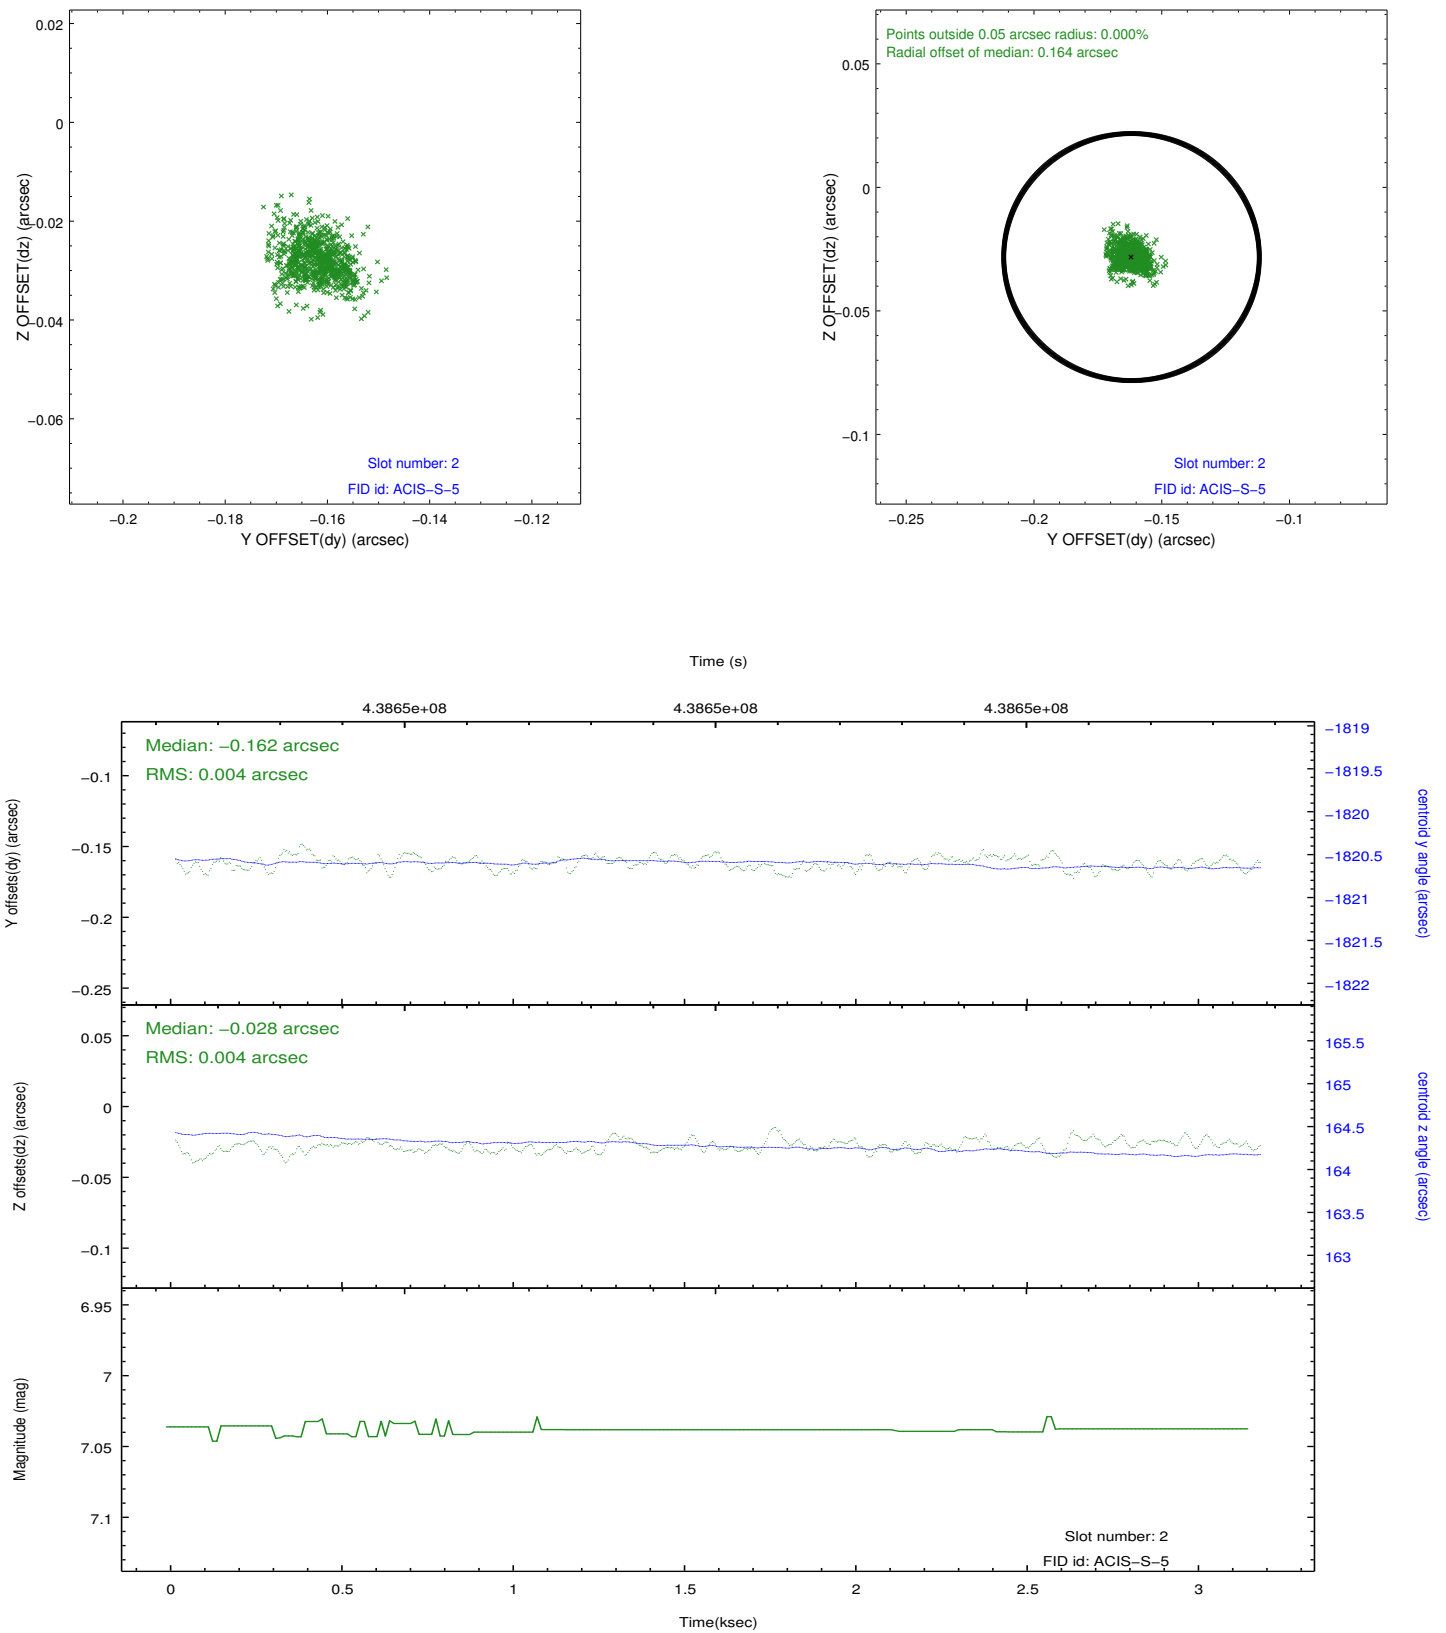 0.02
0
−0.02
−0.04
−0.06
Z OFFSET(dz) (arcsec)
Slot number: 2
FID id: ACIS−S−5
−0.2
−0.18
−0.16
−0.14
−0.12
Y OFFSET(dy) (arcsec)
Points outside 0.05 arcsec radius: 0.000%
Radial offset of median: 0.164 arcsec
0.05
0
−0.05
−0.1
Z OFFSET(dz) (arcsec)
Slot number: 2
FID id: ACIS−S−5
−0.25
−0.2
−0.15
−0.1
Y OFFSET(dy) (arcsec)
Time (s)
4.3865e+08
4.3865e+08
4.3865e+08
Median: −0.162 arcsec
RMS: 0.004 arcsec
−0.1
−0.15
−0.2
−0.25
Y offsets(dy) (arcsec)
−1819
−1819.5
−1820
−1820.5
−1821
−1821.5
−1822
centroid y angle (arcsec)
Median: −0.028 arcsec
RMS: 0.004 arcsec
0.05
0
−0.05
−0.1
Z offsets(dz) (arcsec)
165.5
165
164.5
164
163.5
163
centroid z angle (arcsec)
6.95
7
7.05
7.1
Magnitude (mag)
Slot number: 2
FID id: ACIS−S−5
0
0.5
1
1.5
2
2.5
3
Time(ksec)